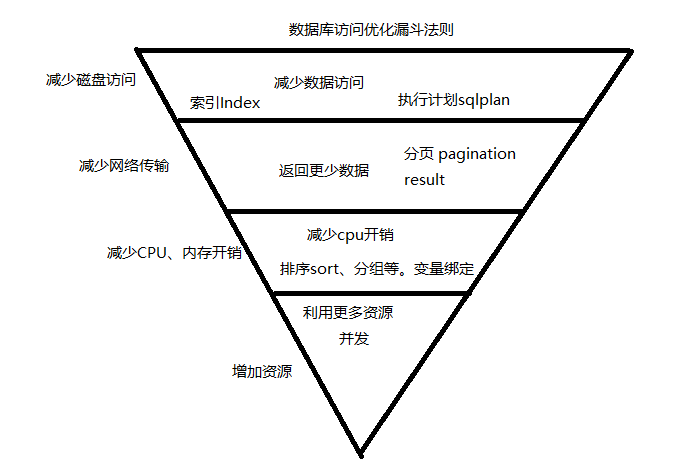 数据库访问优化漏斗法则
减少磁盘访问
减少数据访问
索引Index
执行计划sqlplan
减少网络传输
返回更少数据
分页 pagination
result
减少cpu开销
减少CPU、内存开销
排序sort、分组等。变量绑定
利用更多资源
并发
增加资源